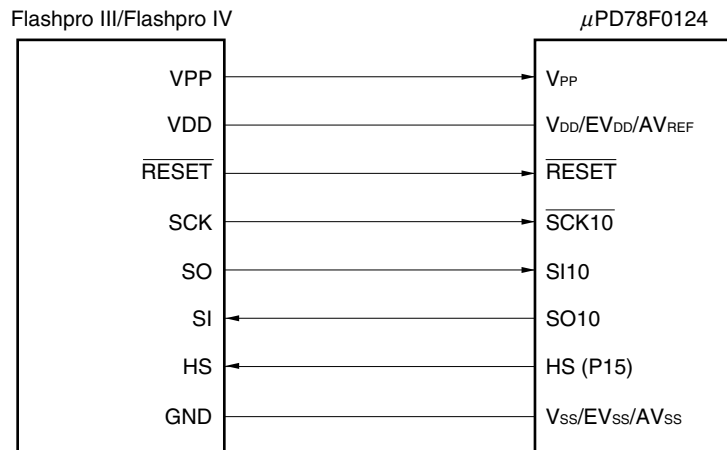 Flashpro III/Flashpro IV μPD78F0124
VPP VPP
VDD VDD/EVDD/AVREF
RESET RESET
SCK SCK10
SO SI10
SI SO10
HS HS (P15)
GND VSS/EVSS/AVSS